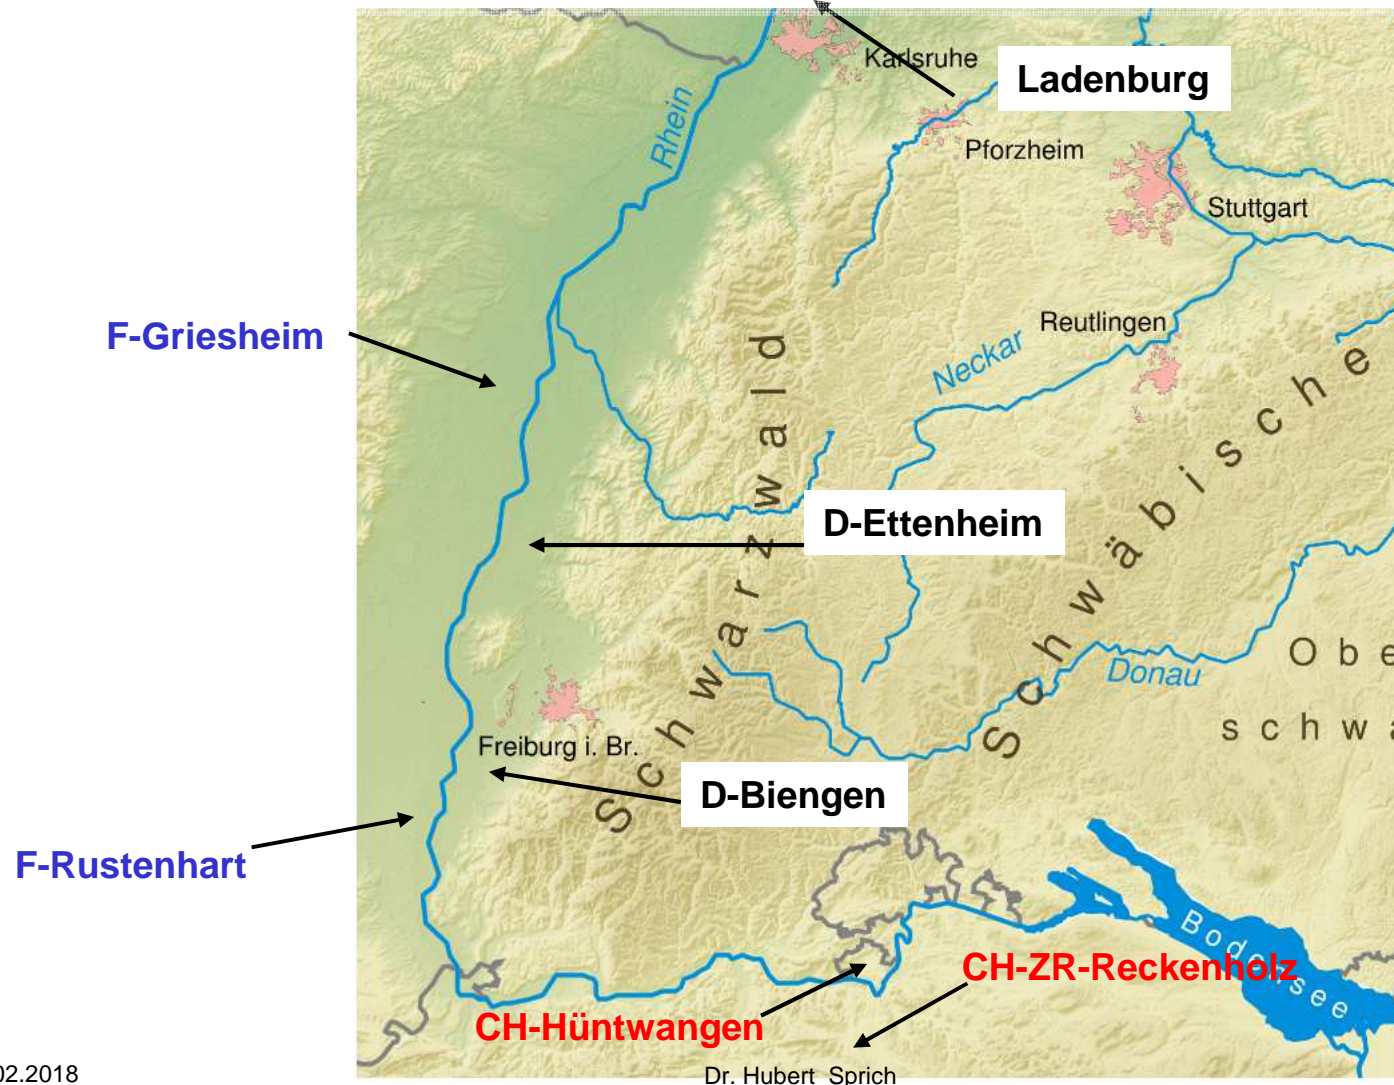 Karlsruhe
Ladenburg
Rhein
Pforzheim
Stuttgart
F-Griesheim
Reutlingen
Neckar
Schwarzwald
Schwäbische
D-Ettenheim
Donau
Obe
schwa
Freiburg i. Br.
D-Biengen
F-Rustenhart
Bodensee
CH-ZR-Reckenholz
CH-Hüntwangen
02.2018
Dr. Hubert Sprich